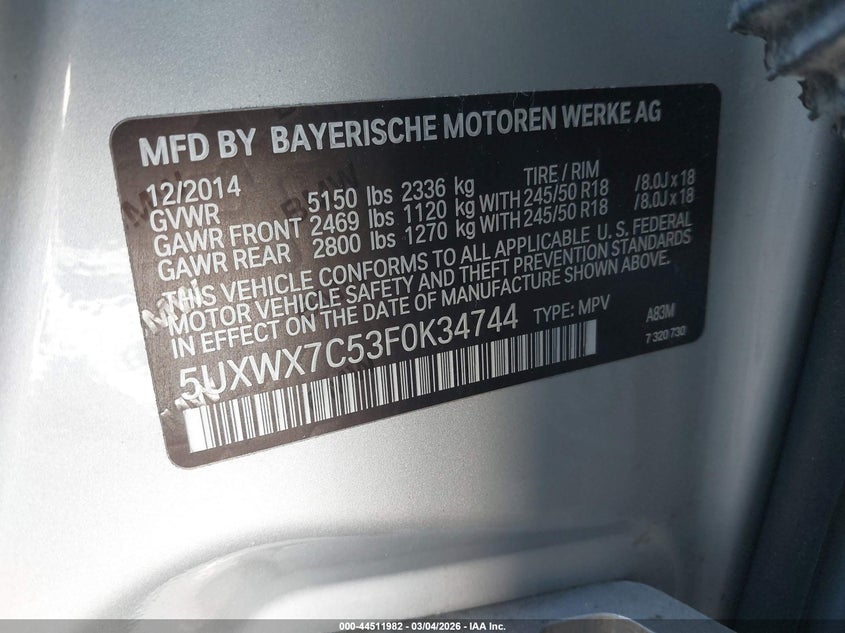 MFD BY BAYERISCHE MOTOREN WERKE AG
12/2014 TIRE / RIM
GVWR 5150 lbs 2336 kg
GAWR FRONT 2469 lbs 1120 kg WITH 245/50 R18 /8.0J x 18
GAWR REAR 2800 lbs 1270 kg WITH 245/50 R18 /8.0J x 18
THIS VEHICLE CONFORMS TO ALL APPLICABLE U. S. FEDERAL
MOTOR VEHICLE SAFETY AND THEFT PREVENTION STANDARDS
IN EFFECT ON THE DATE OF MANUFACTURE SHOWN ABOVE.
5UXWX7C53F0K34744 TYPE: MPV A83M
7 320 730
000-44511982 - 03/04/2026 - IAA Inc.